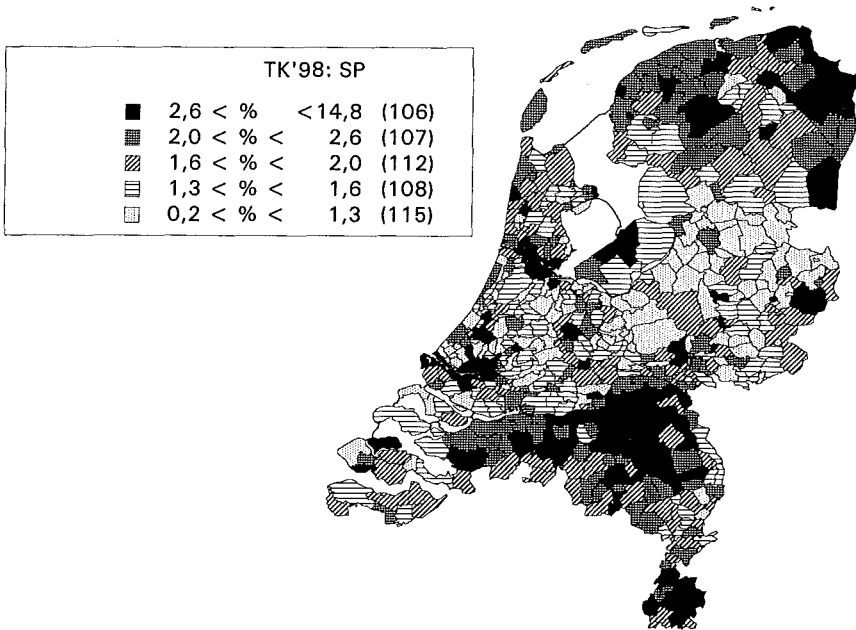 TK'98: SP
2,6 < % <14,8 (106)
2,0 < % < 2,6 (107)
1,6 < % < 2,0 (112)
1,3 < % < 1,6 (108)
0,2 < % < 1,3 (115)